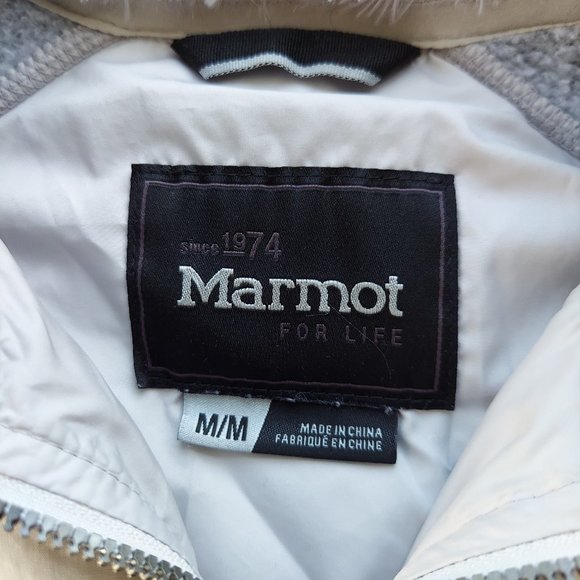 since 1974
Marmot
FOR LIFE
M/M
MADE IN CHINA
FABRIQUÉ EN CHINE